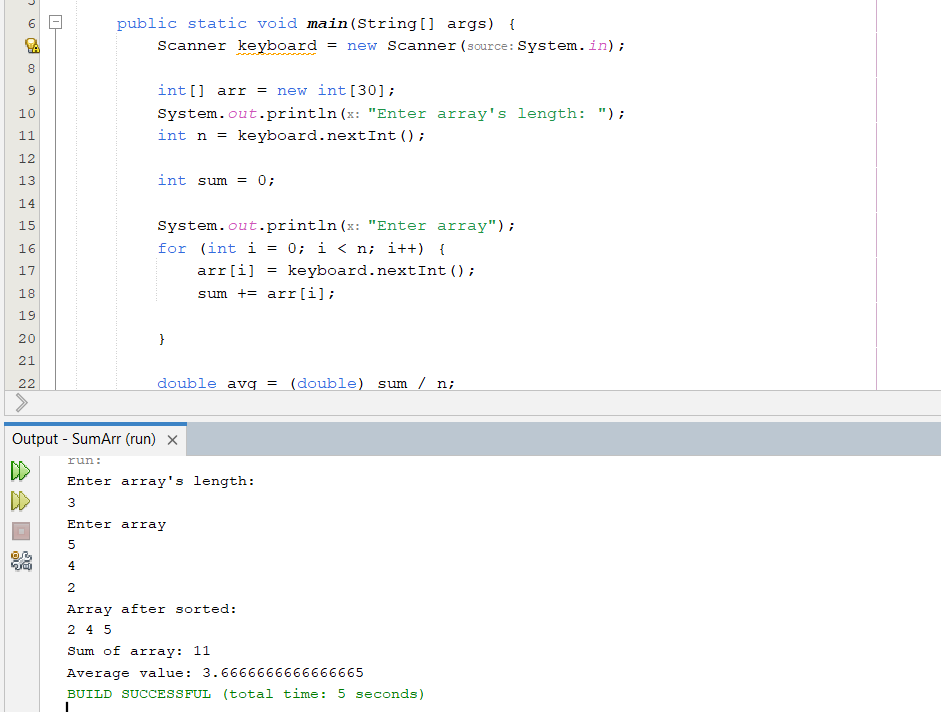 6 public static void main(String[] args) {
Scanner keyboard = new Scanner(source: System.in);
8
9 int[] arr = new int[30];
10 System.out.println(x: "Enter array's length: ");
11 int n = keyboard.nextInt();
12
13 int sum = 0;
14
15 System.out.println(x: "Enter array");
16 for (int i = 0; i < n; i++) {
17 arr[i] = keyboard.nextInt();
18 sum += arr[i];
19
20 }
21
22 double avg = (double) sum / n;
Output - SumArr (run)
run:
Enter array's length:
3
Enter array
5
4
2
Array after sorted:
2 4 5
Sum of array: 11
Average value: 3.6666666666666665
BUILD SUCCESSFUL (total time: 5 seconds)